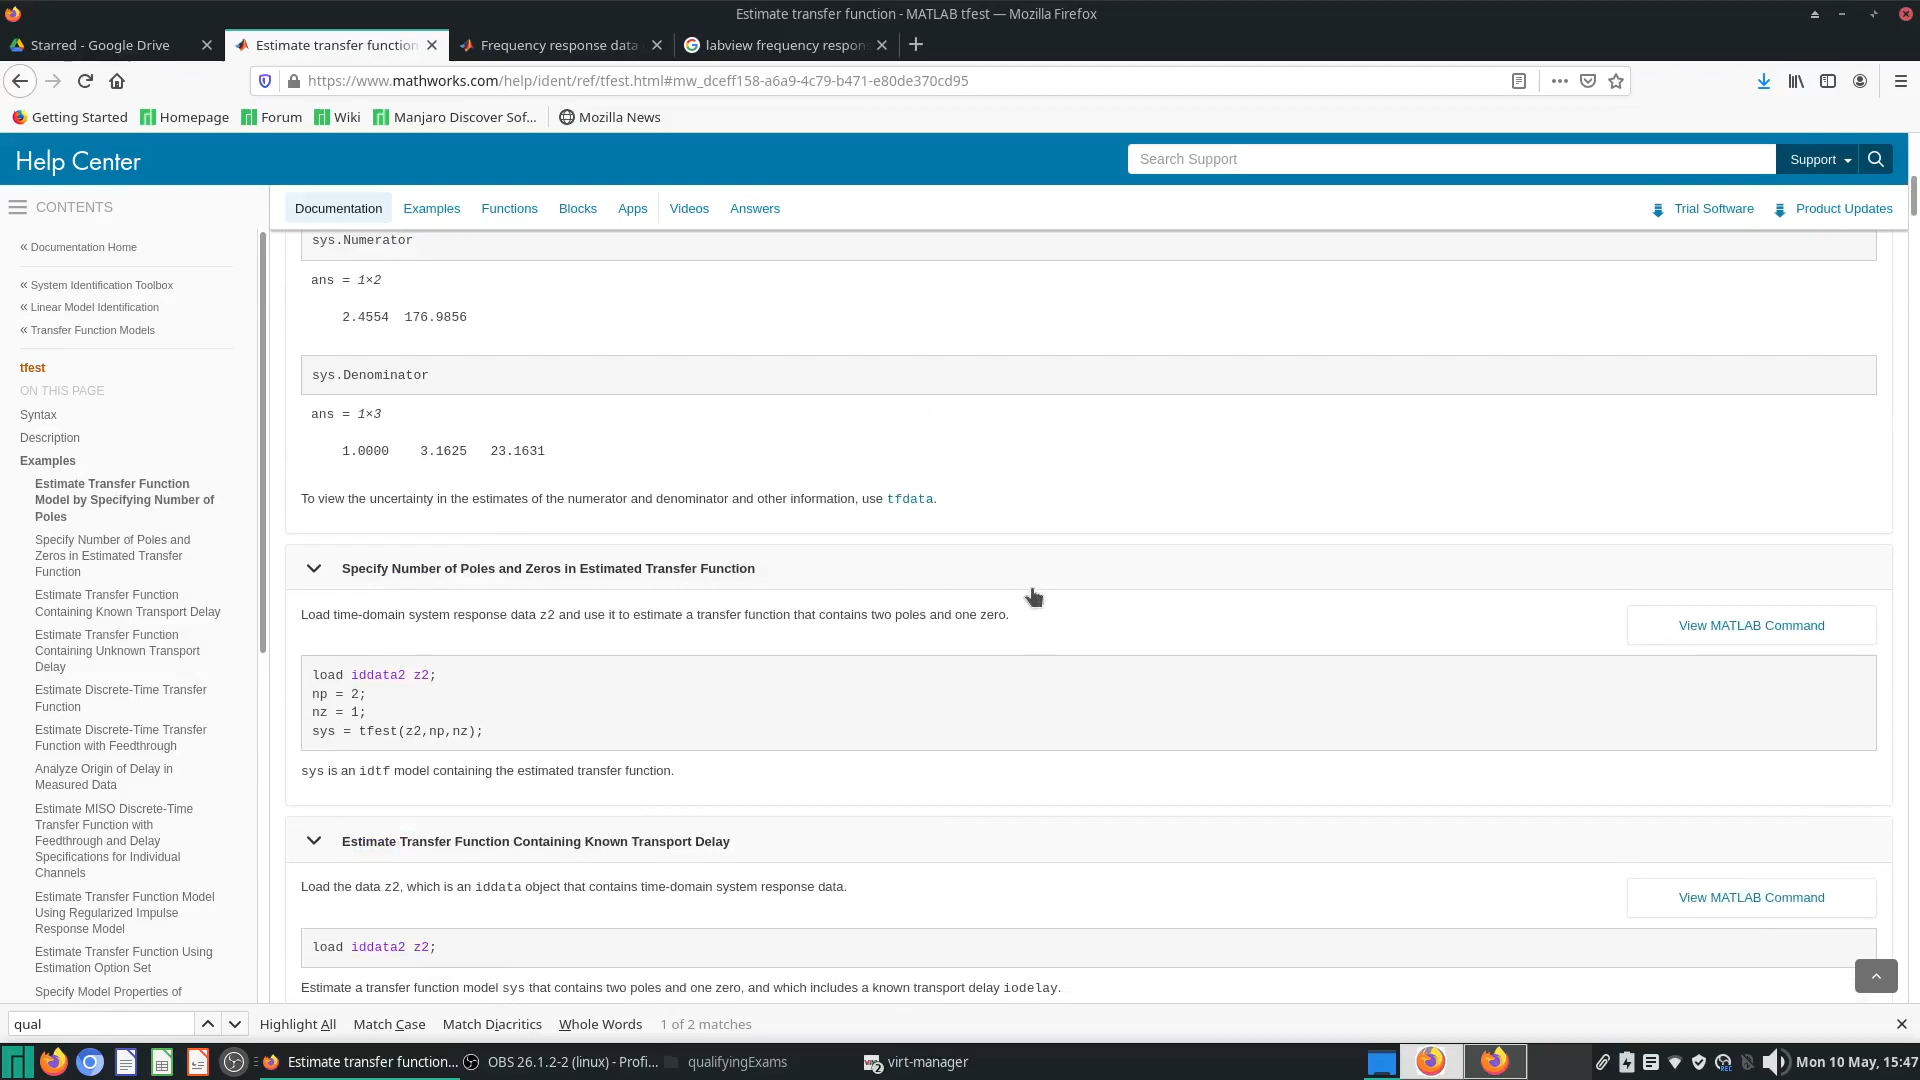 Estimate transfer function - MATLAB tfest — Mozilla Firefox
Starred - Google Drive
Estimate transfer function
Frequency response data
labview frequency respon
https://www.mathworks.com/help/ident/ref/tfest.html#mw_dceff158-a6a9-4c79-b471-e80de370cd95
Getting Started
Homepage
Forum
Wiki
Manjaro Discover Sof...
Mozilla News
Help Center
Search Support
Support
CONTENTS
Documentation
Examples
Functions
Blocks
Apps
Videos
Answers
Trial Software
Product Updates
« Documentation Home
« System Identification Toolbox
« Linear Model Identification
« Transfer Function Models
tfest
ON THIS PAGE
Syntax
Description
Examples
Estimate Transfer Function
Model by Specifying Number of
Poles
Specify Number of Poles and
Zeros in Estimated Transfer
Function
Estimate Transfer Function
Containing Known Transport Delay
Estimate Transfer Function
Containing Unknown Transport
Delay
Estimate Discrete-Time Transfer
Function
Estimate Discrete-Time Transfer
Function with Feedthrough
Analyze Origin of Delay in
Measured Data
Estimate MISO Discrete-Time
Transfer Function with
Feedthrough and Delay
Specifications for Individual
Channels
Estimate Transfer Function Model
Using Regularized Impulse
Response Model
Estimate Transfer Function Using
Estimation Option Set
Specify Model Properties of
sys.Numerator
ans = 1×2
2.4554 176.9856
sys.Denominator
ans = 1×3
1.0000 3.1625 23.1631
To view the uncertainty in the estimates of the numerator and denominator and other information, use tfdata.
Specify Number of Poles and Zeros in Estimated Transfer Function
Load time-domain system response data z2 and use it to estimate a transfer function that contains two poles and one zero.
View MATLAB Command
load iddata2 z2;
np = 2;
nz = 1;
sys = tfest(z2,np,nz);
sys is an idtf model containing the estimated transfer function.
Estimate Transfer Function Containing Known Transport Delay
Load the data z2, which is an iddata object that contains time-domain system response data.
View MATLAB Command
load iddata2 z2;
Estimate a transfer function model sys that contains two poles and one zero, and which includes a known transport delay iodelay.
qual
Highlight All
Match Case
Match Diacritics
Whole Words
1 of 2 matches
Estimate transfer function...
OBS 26.1.2-2 (linux) - Profi...
qualifyingExams
2
virt-manager
REC
Mon 10 May, 15:47